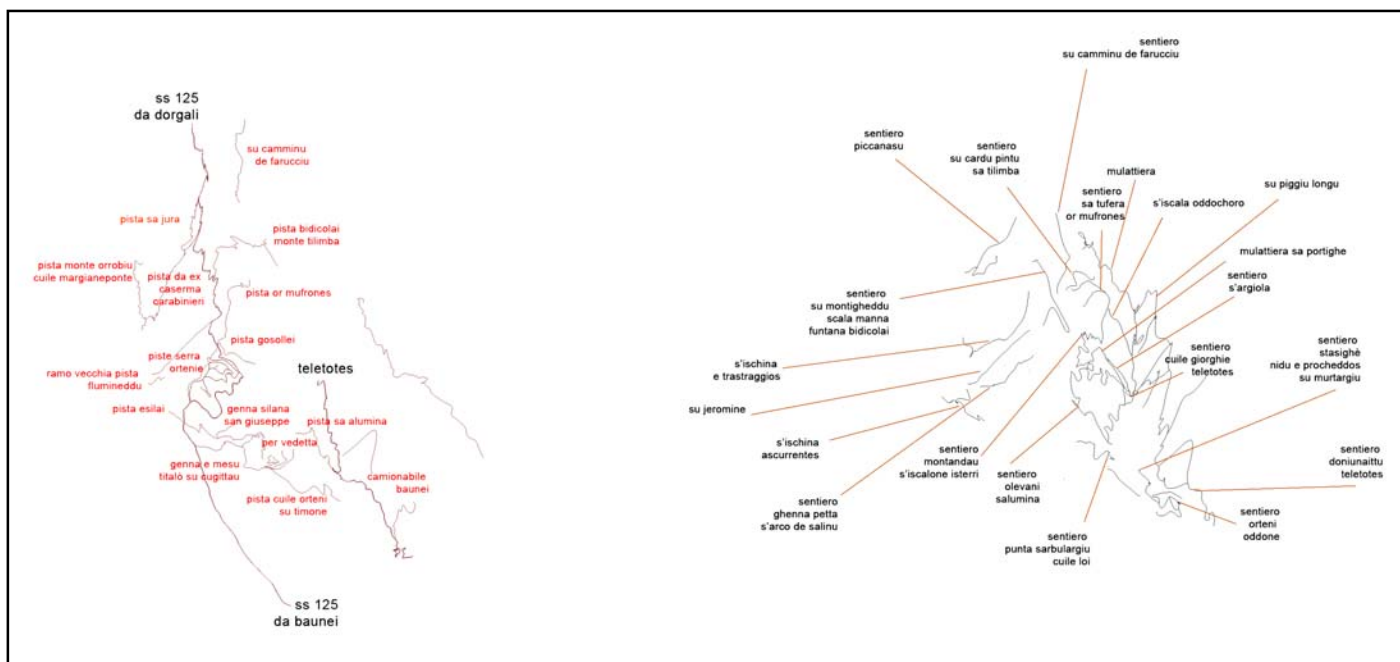 ss 125
da dorgali
su camminu
de farucciu
pista sa jura
pista bidicolai
monte tilimba
pista monte orrobiu
cuile margianeponte
pista da ex
caserma
carabinieri
pista or mufrones
pista gosollei
piste serra
ortenie
ramo vecchia pista
flumineddu
teletotes
pista esilai
genna silana
san giuseppe
pista sa alumina
per vedetta
genna e mesu
titalò su cugittau
camionabile
baunei
pista cuile orteni
su timone
ss 125
da baunei
sentiero
su camminu de farucciu
sentiero
piccanasu
sentiero
su cardu pintu
sa tilimba
mulattiera
sentiero
sa tufera
or mufrones
su piggiu longu
s'iscala oddochoro
mulattiera sa portighe
sentiero
s'argiola
sentiero
su montigheddu
scala manna
funtana bidicolai
sentiero
cuile giorghie
teletotes
sentiero
stasighè
nidu e procheddos
su murtargiu
s'ischina
e trastraggios
su jeromine
s'ischina
ascurrentes
sentiero
montandau
s'iscalone isterri
sentiero
olevani
salumina
sentiero
doniunaittu
teletotes
sentiero
ghenna petta
s'arco de salinu
sentiero
orteni
oddone
sentiero
punta sarbulargiu
cuile loi